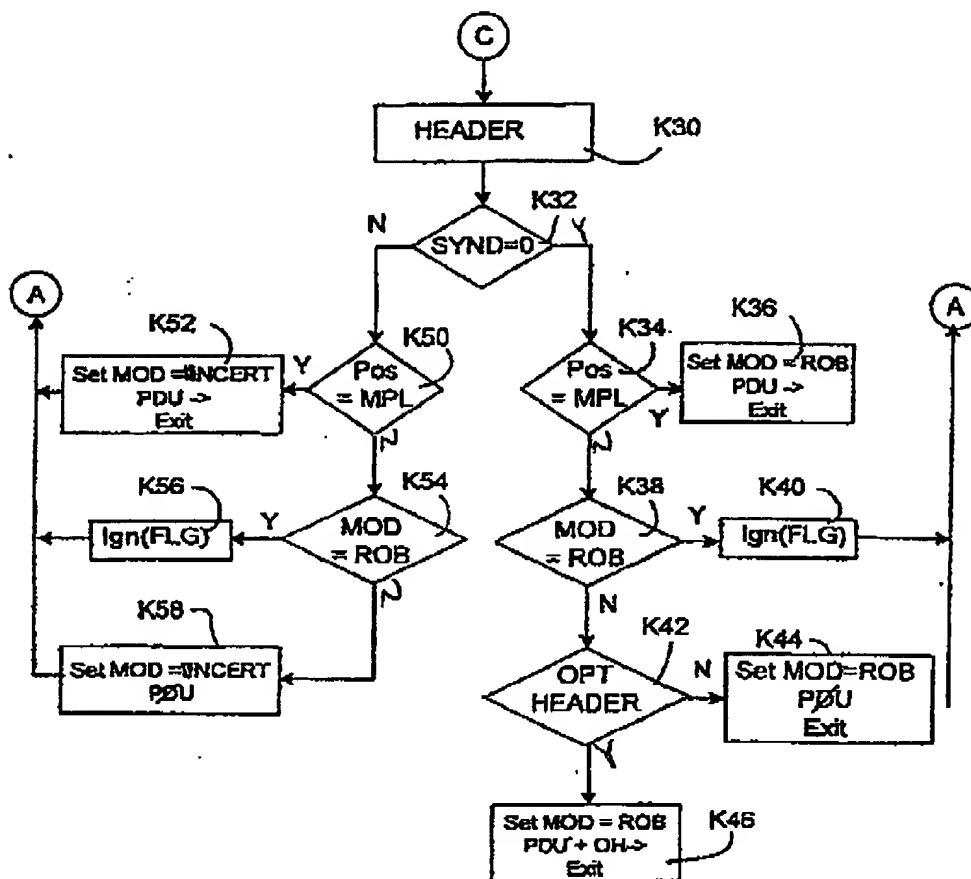 C
HEADER
K30
K32
N
SYND=0
Y
A
A
K52
K50
K34
K36
Set MOD = INCERT
PDU ->
Exit
Y
Pos
= MPL
Pos
= MPL
Y
Set MOD = ROB
PDU ->
Exit
N
N
K56
K54
K38
K40
Ign(FLG)
Y
MOD
= ROB
MOD
= ROB
Y
Ign(FLG)
N
N
K58
K42
K44
Set MOD = INCERT
PDU
OPT
HEADER
N
Set MOD=ROB
PDU
Exit
Y
Set MOD = ROB
PDU + OH->
Exit
K46